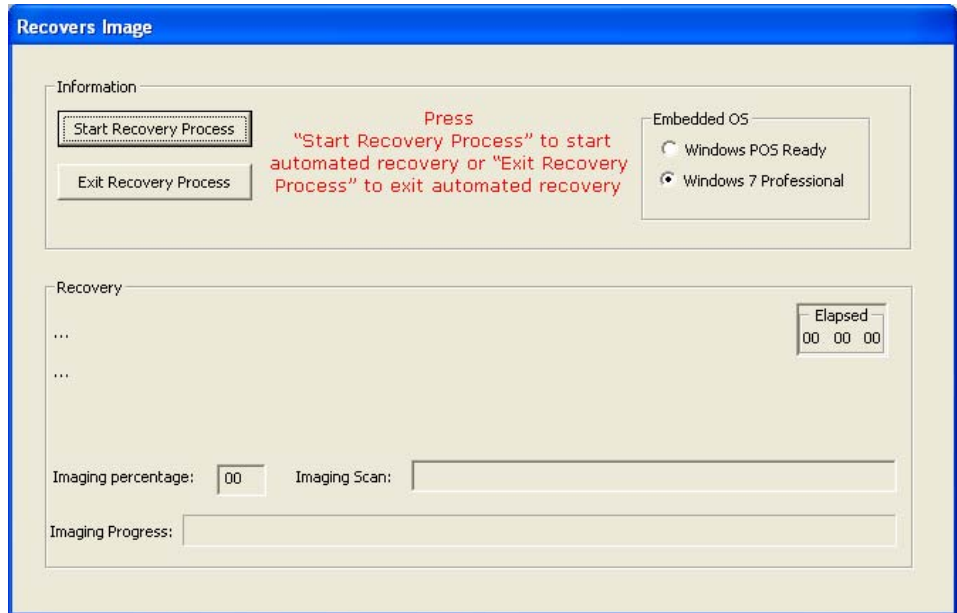 Recovers Image
Information
Start Recovery Process
Exit Recovery Process
Press
“Start Recovery Process” to start
automated recovery or “Exit Recovery
Process” to exit automated recovery
Embedded OS
Windows POS Ready
Windows 7 Professional
Recovery
...
...
Elapsed
00 00 00
Imaging percentage: 00 Imaging Scan:
Imaging Progress: